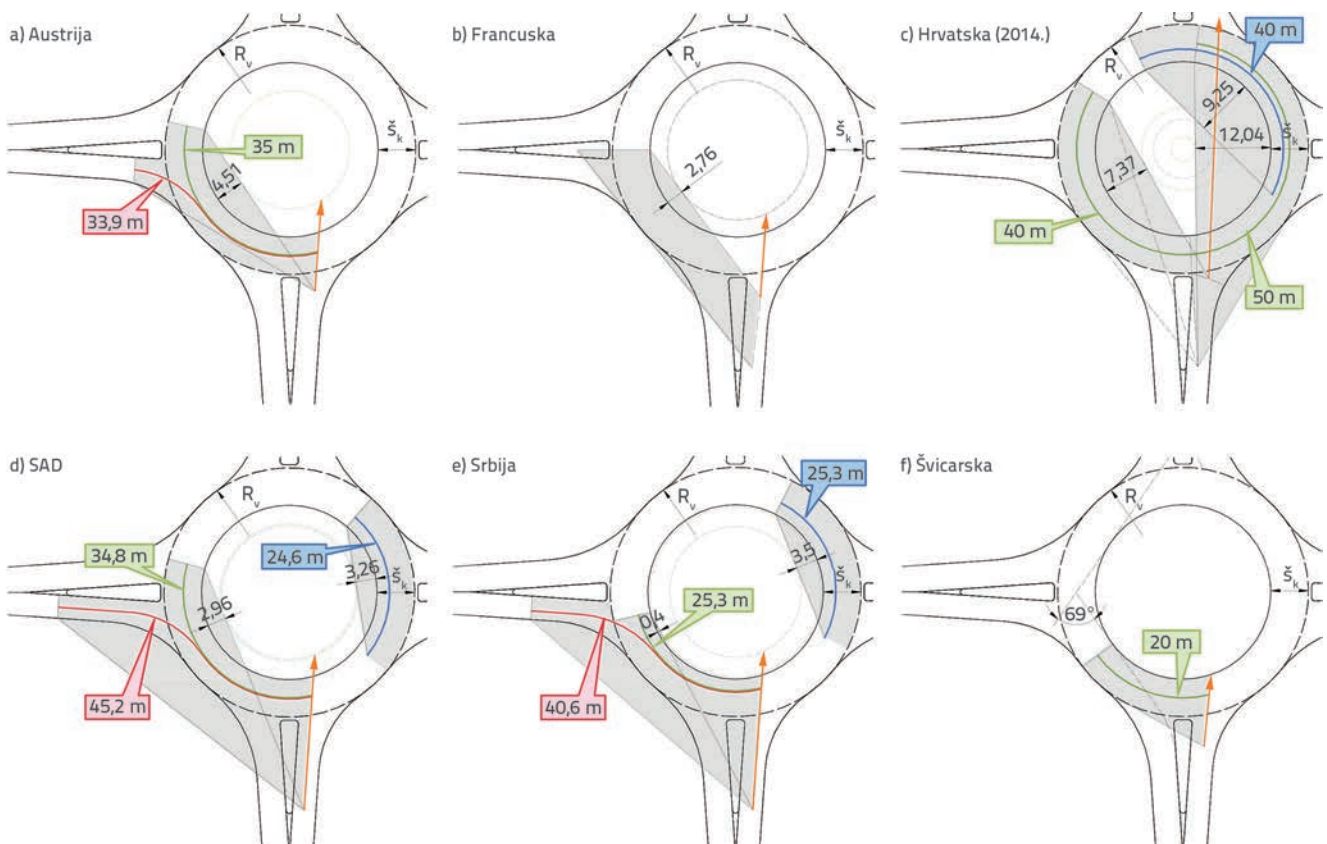 a) Austrija
R_v
š_k
35 m
4,51
33,9 m
b) Francuska
R_v
š_k
2,76
c) Hrvatska (2014.)
40 m
R_v
9,25
12,04
š_k
7,37
40 m
50 m
d) SAD
R_v
34,8 m
24,6 m
3,26
š_k
2,96
45,2 m
e) Srbija
25,3 m
R_v
3,5
š_k
0,4
25,3 m
40,6 m
f) Švicarska
R_v
š_k
69°
20 m